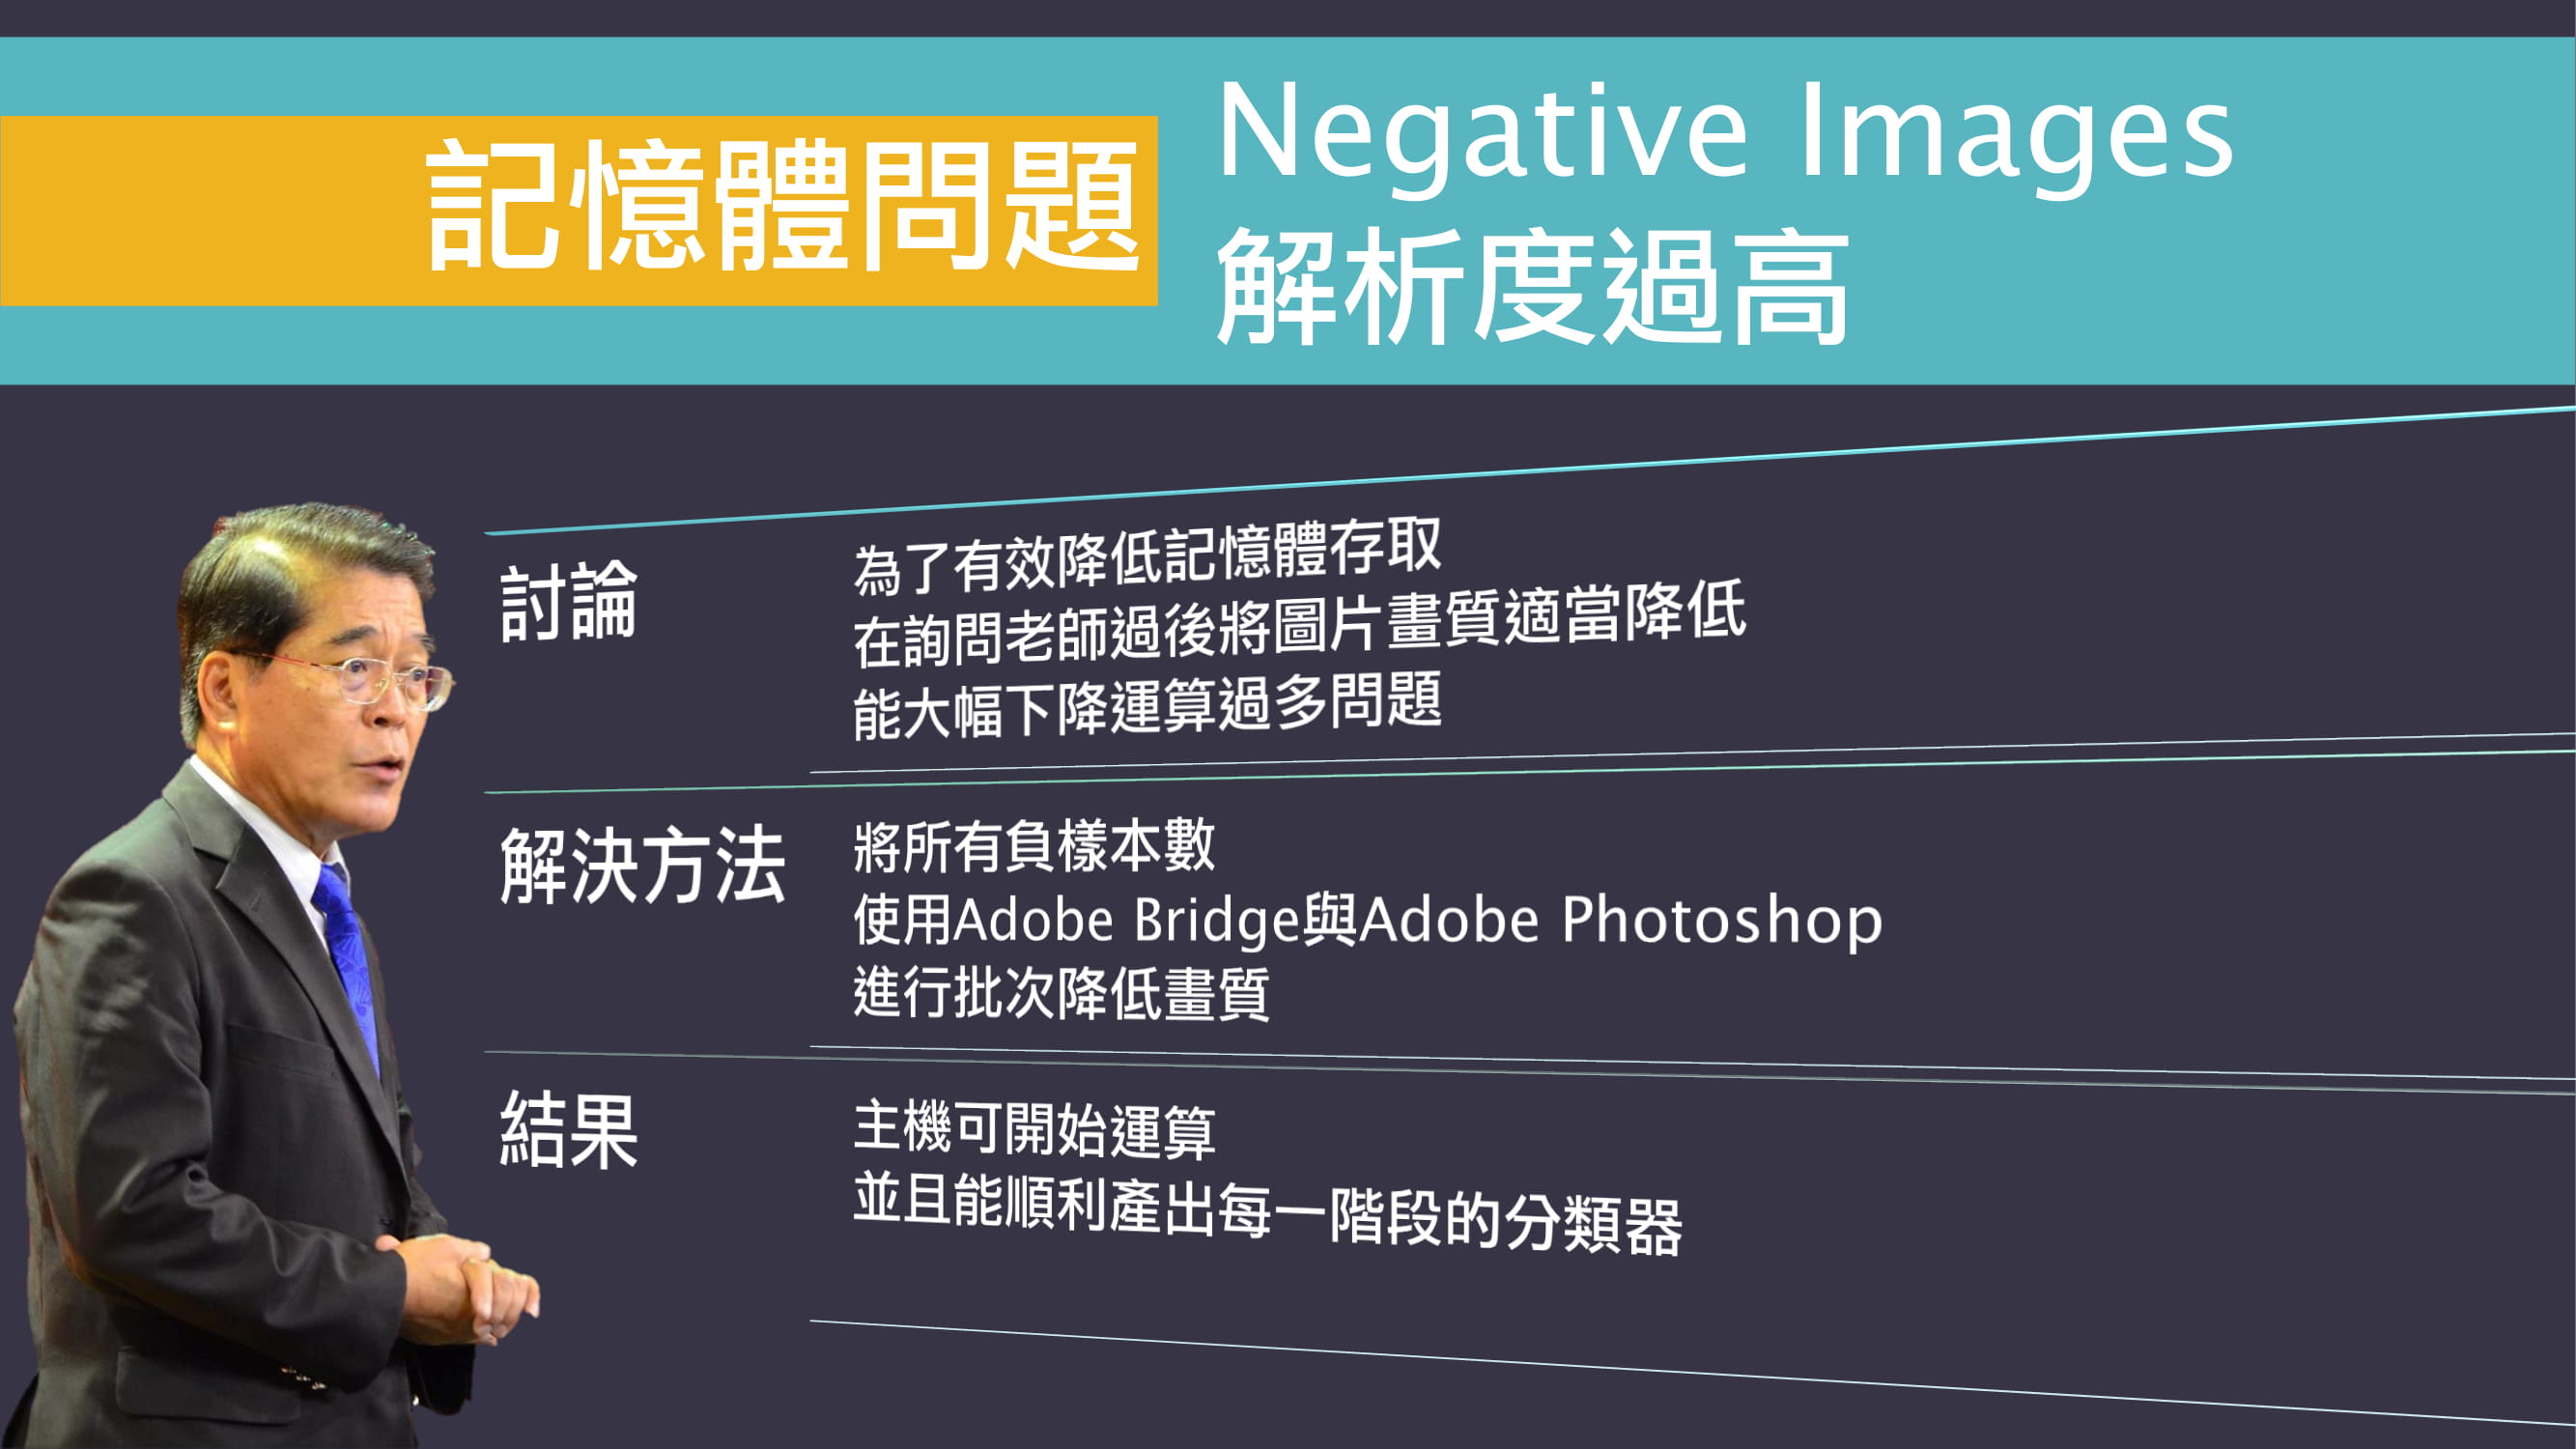 記憶體問題
Negative Images
解析度過高
討論
為了有效降低記憶體存取
在詢問老師過後將圖片畫質適當降低
能大幅下降運算過多問題
解決方法
將所有負樣本數
使用Adobe Bridge與Adobe Photoshop
進行批次降低畫質
結果
主機可開始運算
並且能順利產出每一階段的分類器